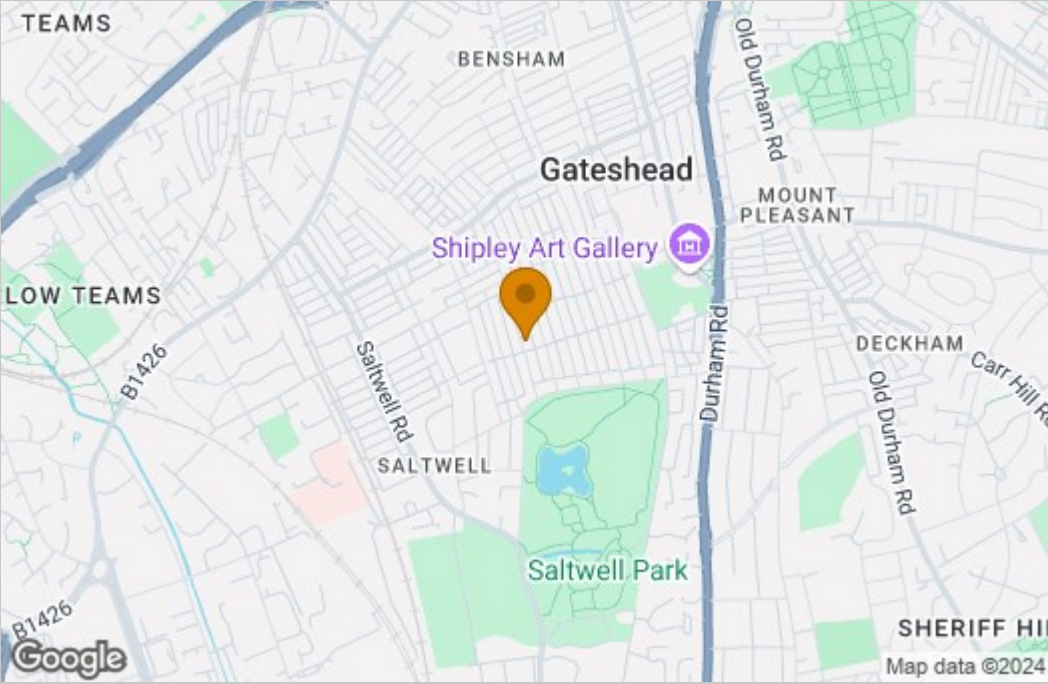 TEAMS
BENSHAM
Old Durham Rd
Gateshead
MOUNT
PLEASANT
Shipley Art Gallery
LOW TEAMS
B1426
Saltwell Rd
Durham Rd
DECKHAM
Carr Hill
Old Durham Rd
SALTWELL
Saltwell Park
B1426
SHERIFF
Google
Map data ©2024